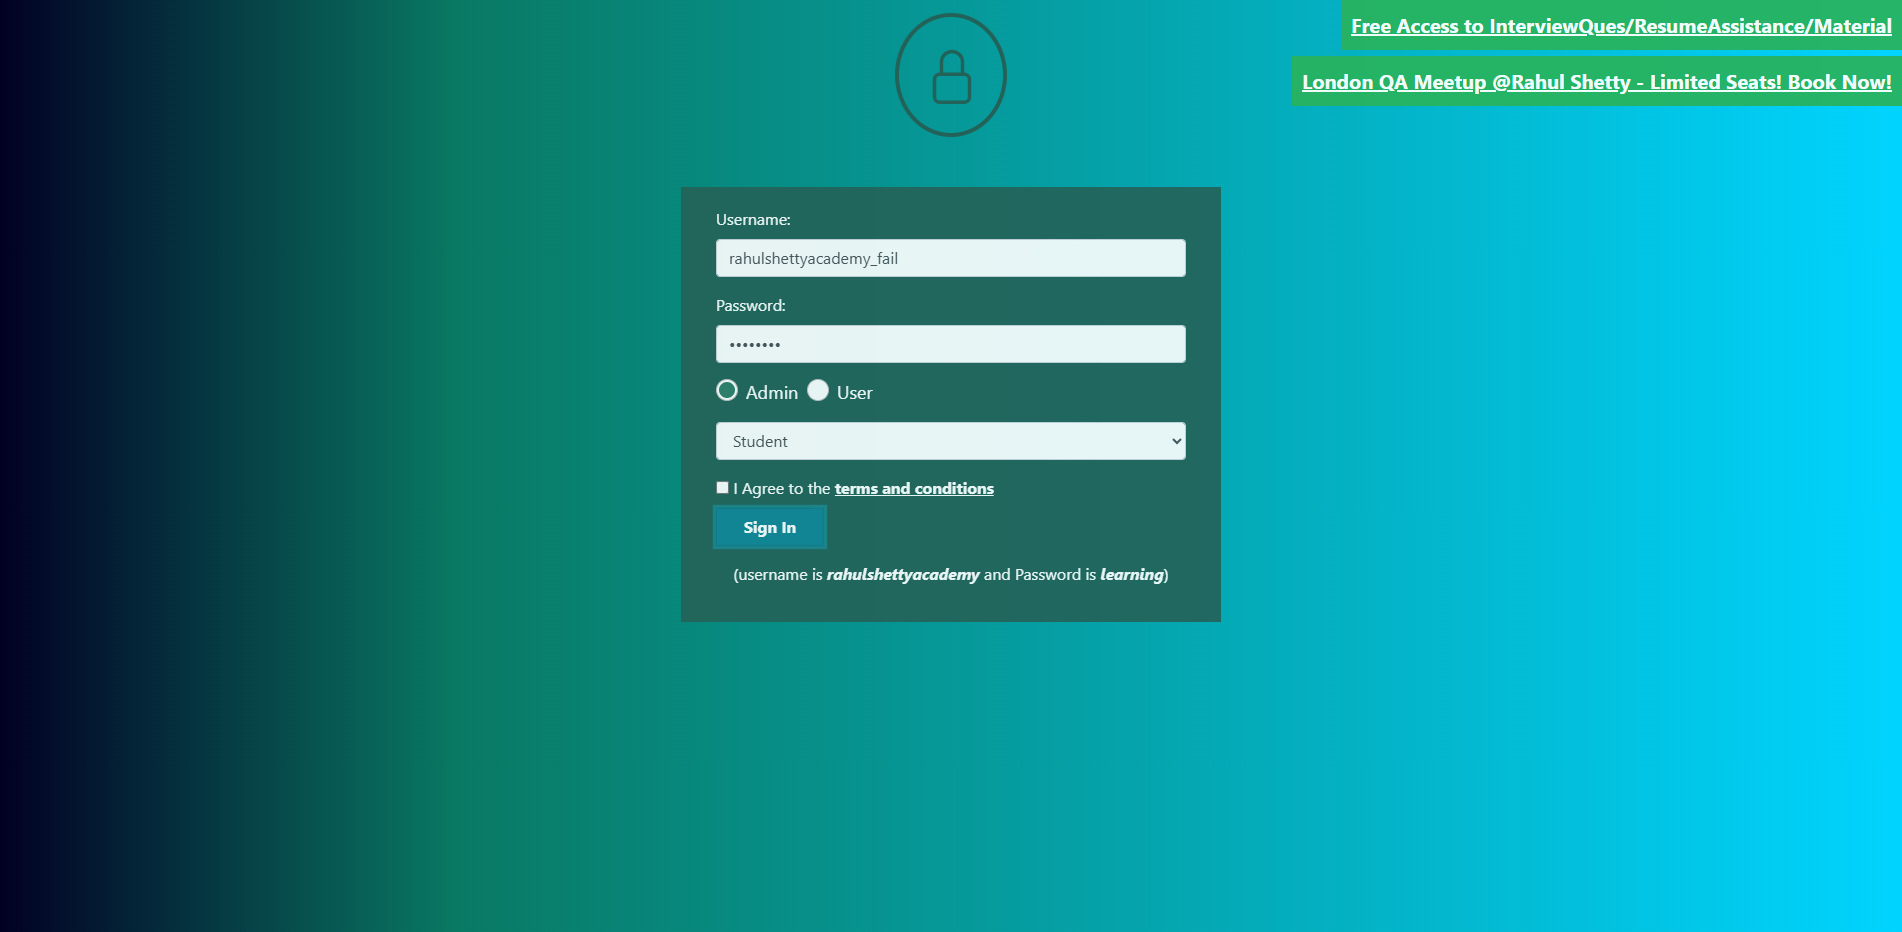 Free Access to InterviewQues/ResumeAssistance/Material
London QA Meetup @Rahul Shetty - Limited Seats! Book Now!
Username:
rahulshettyacademy_fail
Password:
••••••••
Admin User
Student
I Agree to the terms and conditions
Sign In
(username is rahulshettyacademy and Password is learning)